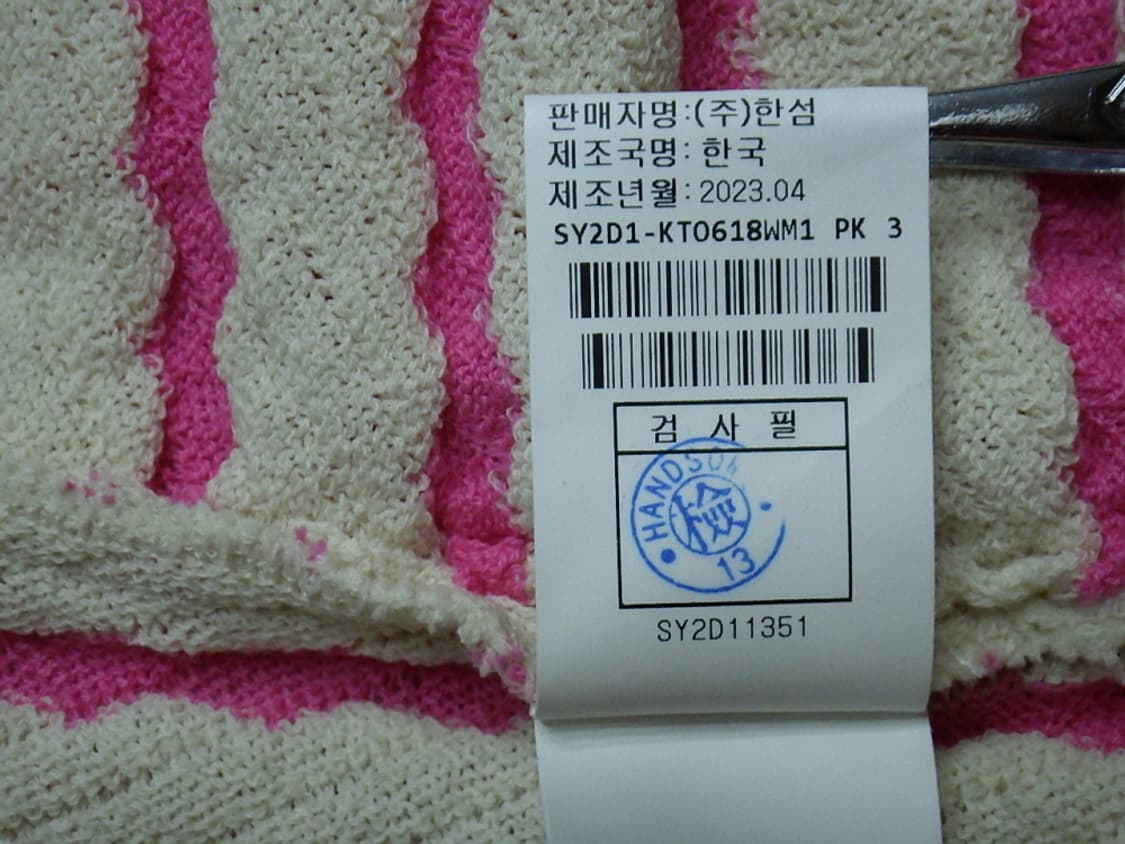 판매자명:(주)한섬
제조국명: 한국
제조년월: 2023.04
SY2D1-KTO618WM1 PK 3
검 사 필
HANDSOM
檢
13
SY2D11351